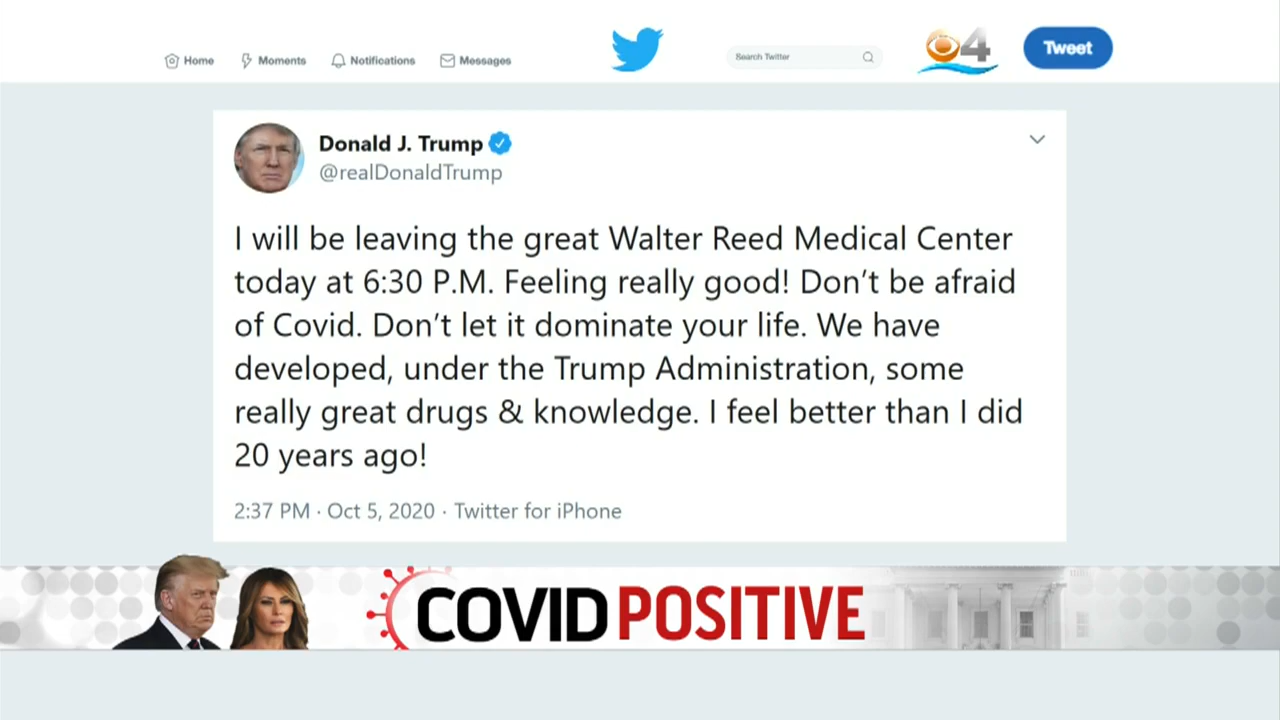 Home Moments Notifications Messages Search Twitter 4 Tweet
Donald J. Trump
@realDonaldTrump
I will be leaving the great Walter Reed Medical Center
today at 6:30 P.M. Feeling really good! Don’t be afraid
of Covid. Don’t let it dominate your life. We have
developed, under the Trump Administration, some
really great drugs & knowledge. I feel better than I did
20 years ago!
2:37 PM · Oct 5, 2020 · Twitter for iPhone
COVID POSITIVE